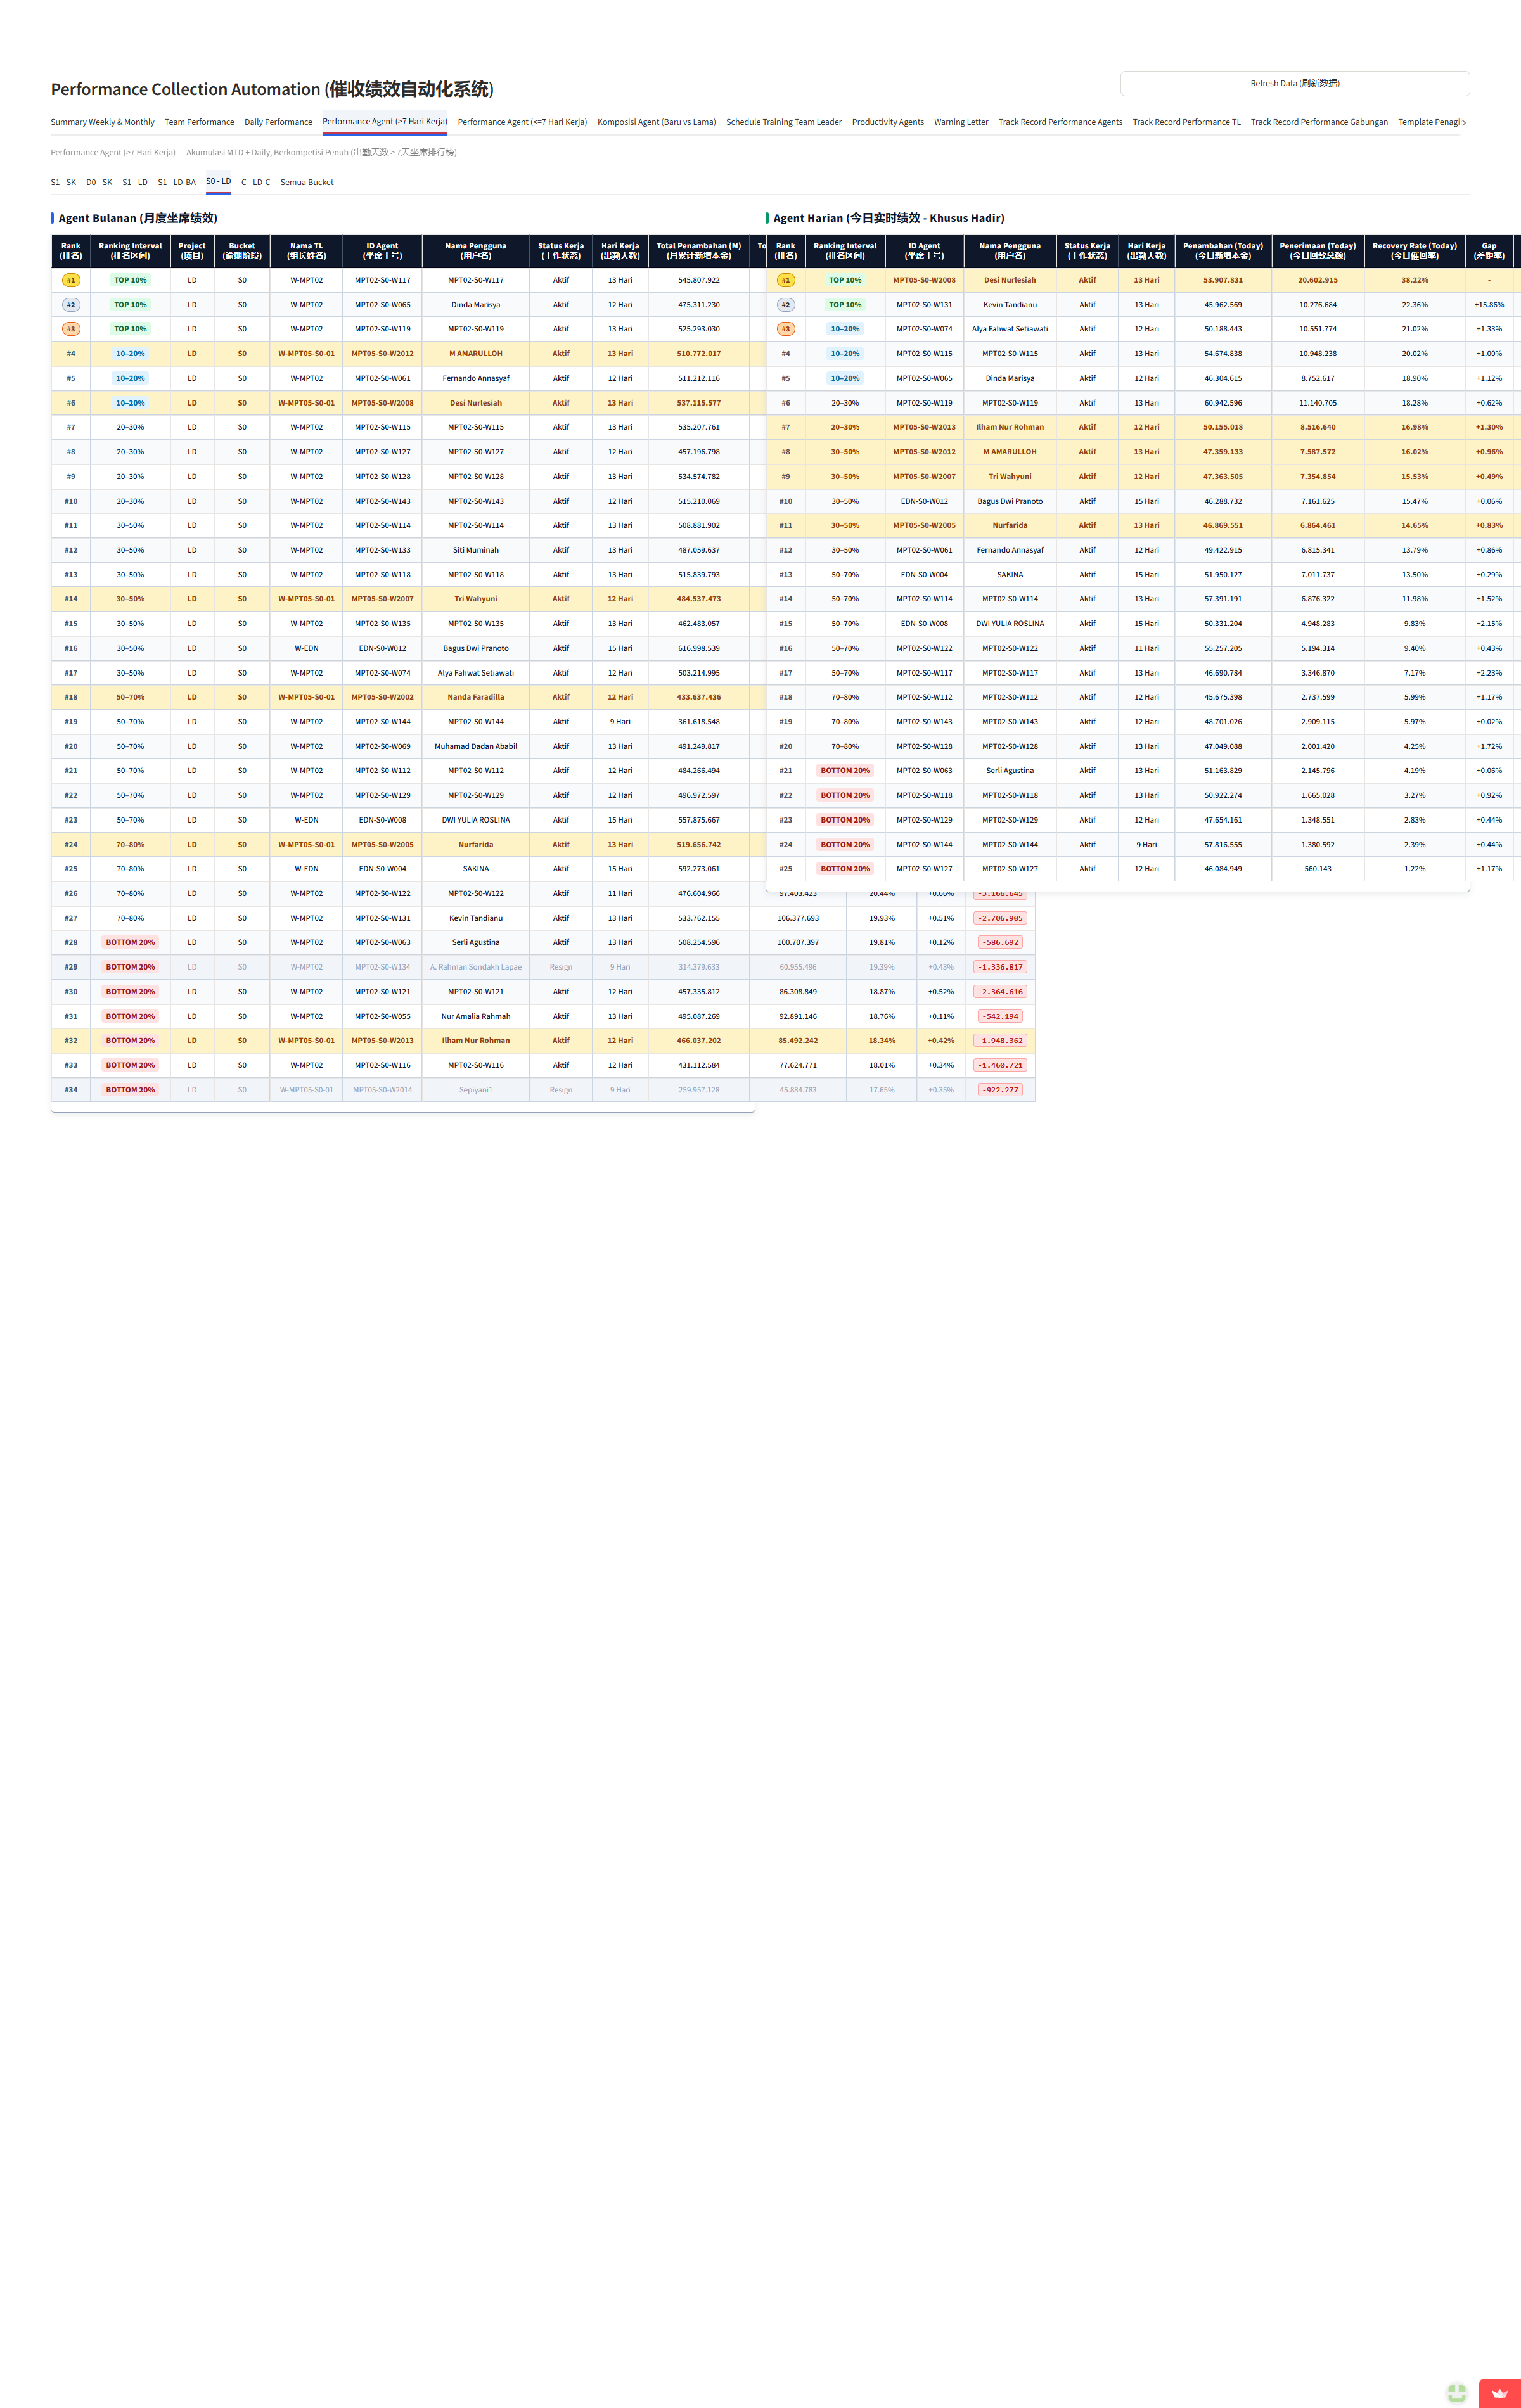 Performance Collection Automation (催收绩效自动化系统)
Refresh Data (刷新数据)
Summary Weekly & Monthly Team Performance Daily Performance Performance Agent (>7 Hari Kerja) Performance Agent (<=7 Hari Kerja) Komposisi Agent (Baru vs Lama) Schedule Training Team Leader Productivity Agents Warning Letter Track Record Performance Agents Track Record Performance TL Track Record Performance Gabungan Template Penagi
Performance Agent (>7 Hari Kerja) — Akumulasi MTD + Daily, Berkompetisi Penuh (出勤天数 > 7天坐席排行榜)
S1 - SK D0 - SK S1 - LD S1 - LD-BA S0 - LD C - LD-C Semua Bucket
Agent Bulanan (月度坐席绩效)
Rank Ranking Interval Project Bucket Nama TL ID Agent Nama Pengguna Status Kerja Hari Kerja Total Penambahan (M) To
(排名) (排名区间) (项目) (逾期阶段) (组长姓名) (坐席工号) (用户名) (工作状态) (出勤天数) (月累计新增本金)
#1 TOP 10% LD S0 W-MPT02 MPT02-S0-W117 MPT02-S0-W117 Aktif 13 Hari 545.807.922
#2 TOP 10% LD S0 W-MPT02 MPT02-S0-W065 Dinda Marisya Aktif 12 Hari 475.311.230
#3 TOP 10% LD S0 W-MPT02 MPT02-S0-W119 MPT02-S0-W119 Aktif 13 Hari 525.293.030
#4 10–20% LD S0 W-MPT05-S0-01 MPT05-S0-W2012 M AMARULLOH Aktif 13 Hari 510.772.017
#5 10–20% LD S0 W-MPT02 MPT02-S0-W061 Fernando Annasyaf Aktif 12 Hari 511.212.116
#6 10–20% LD S0 W-MPT05-S0-01 MPT05-S0-W2008 Desi Nurlesiah Aktif 13 Hari 537.115.577
#7 20–30% LD S0 W-MPT02 MPT02-S0-W115 MPT02-S0-W115 Aktif 13 Hari 535.207.761
#8 20–30% LD S0 W-MPT02 MPT02-S0-W127 MPT02-S0-W127 Aktif 12 Hari 457.196.798
#9 20–30% LD S0 W-MPT02 MPT02-S0-W128 MPT02-S0-W128 Aktif 13 Hari 534.574.782
#10 20–30% LD S0 W-MPT02 MPT02-S0-W143 MPT02-S0-W143 Aktif 12 Hari 515.210.069
#11 30–50% LD S0 W-MPT02 MPT02-S0-W114 MPT02-S0-W114 Aktif 13 Hari 508.881.902
#12 30–50% LD S0 W-MPT02 MPT02-S0-W133 Siti Muminah Aktif 13 Hari 487.059.637
#13 30–50% LD S0 W-MPT02 MPT02-S0-W118 MPT02-S0-W118 Aktif 13 Hari 515.839.793
#14 30–50% LD S0 W-MPT05-S0-01 MPT05-S0-W2007 Tri Wahyuni Aktif 12 Hari 484.537.473
#15 30–50% LD S0 W-MPT02 MPT02-S0-W135 MPT02-S0-W135 Aktif 13 Hari 462.483.057
#16 30–50% LD S0 W-EDN EDN-S0-W012 Bagus Dwi Pranoto Aktif 15 Hari 616.998.539
#17 30–50% LD S0 W-MPT02 MPT02-S0-W074 Alya Fahwat Setiawati Aktif 12 Hari 503.214.995
#18 50–70% LD S0 W-MPT05-S0-01 MPT05-S0-W2002 Nanda Faradilla Aktif 12 Hari 433.637.436
#19 50–70% LD S0 W-MPT02 MPT02-S0-W144 MPT02-S0-W144 Aktif 9 Hari 361.618.548
#20 50–70% LD S0 W-MPT02 MPT02-S0-W069 Muhamad Dadan Ababil Aktif 13 Hari 491.249.817
#21 50–70% LD S0 W-MPT02 MPT02-S0-W112 MPT02-S0-W112 Aktif 12 Hari 484.266.494
#22 50–70% LD S0 W-MPT02 MPT02-S0-W129 MPT02-S0-W129 Aktif 12 Hari 496.972.597
#23 50–70% LD S0 W-EDN EDN-S0-W008 DWI YULIA ROSLINA Aktif 15 Hari 557.875.667
#24 70–80% LD S0 W-MPT05-S0-01 MPT05-S0-W2005 Nurfarida Aktif 13 Hari 519.656.742
#25 70–80% LD S0 W-EDN EDN-S0-W004 SAKINA Aktif 15 Hari 592.273.061
#26 70–80% LD S0 W-MPT02 MPT02-S0-W122 MPT02-S0-W122 Aktif 11 Hari 476.604.966 97.403.423 20.44% +0.66% -3.166.645
#27 70–80% LD S0 W-MPT02 MPT02-S0-W131 Kevin Tandianu Aktif 13 Hari 533.762.155 106.377.693 19.93% +0.51% -2.706.905
#28 BOTTOM 20% LD S0 W-MPT02 MPT02-S0-W063 Serli Agustina Aktif 13 Hari 508.254.596 100.707.397 19.81% +0.12% -586.692
#29 BOTTOM 20% LD S0 W-MPT02 MPT02-S0-W134 A. Rahman Sondakh Lapae Resign 9 Hari 314.379.633 60.955.496 19.39% +0.43% -1.336.817
#30 BOTTOM 20% LD S0 W-MPT02 MPT02-S0-W121 MPT02-S0-W121 Aktif 12 Hari 457.335.812 86.308.849 18.87% +0.52% -2.364.616
#31 BOTTOM 20% LD S0 W-MPT02 MPT02-S0-W055 Nur Amalia Rahmah Aktif 13 Hari 495.087.269 92.891.146 18.76% +0.11% -542.194
#32 BOTTOM 20% LD S0 W-MPT05-S0-01 MPT05-S0-W2013 Ilham Nur Rohman Aktif 12 Hari 466.037.202 85.492.242 18.34% +0.42% -1.948.362
#33 BOTTOM 20% LD S0 W-MPT02 MPT02-S0-W116 MPT02-S0-W116 Aktif 12 Hari 431.112.584 77.624.771 18.01% +0.34% -1.460.721
#34 BOTTOM 20% LD S0 W-MPT05-S0-01 MPT05-S0-W2014 Sepiyani1 Resign 9 Hari 259.957.128 45.884.783 17.65% +0.35% -922.277
Agent Harian (今日实时绩效 - Khusus Hadir)
Rank Ranking Interval ID Agent Nama Pengguna Status Kerja Hari Kerja Penambahan (Today) Penerimaan (Today) Recovery Rate (Today) Gap
(排名) (排名区间) (坐席工号) (用户名) (工作状态) (出勤天数) (今日新增本金) (今日回款总额) (今日催回率) (差距率)
#1 TOP 10% MPT05-S0-W2008 Desi Nurlesiah Aktif 13 Hari 53.907.831 20.602.915 38.22% -
#2 TOP 10% MPT02-S0-W131 Kevin Tandianu Aktif 13 Hari 45.962.569 10.276.684 22.36% +15.86%
#3 10–20% MPT02-S0-W074 Alya Fahwat Setiawati Aktif 12 Hari 50.188.443 10.551.774 21.02% +1.33%
#4 10–20% MPT02-S0-W115 MPT02-S0-W115 Aktif 13 Hari 54.674.838 10.948.238 20.02% +1.00%
#5 10–20% MPT02-S0-W065 Dinda Marisya Aktif 12 Hari 46.304.615 8.752.617 18.90% +1.12%
#6 20–30% MPT02-S0-W119 MPT02-S0-W119 Aktif 13 Hari 60.942.596 11.140.705 18.28% +0.62%
#7 20–30% MPT05-S0-W2013 Ilham Nur Rohman Aktif 12 Hari 50.155.018 8.516.640 16.98% +1.30%
#8 30–50% MPT05-S0-W2012 M AMARULLOH Aktif 13 Hari 47.359.133 7.587.572 16.02% +0.96%
#9 30–50% MPT05-S0-W2007 Tri Wahyuni Aktif 12 Hari 47.363.505 7.354.854 15.53% +0.49%
#10 30–50% EDN-S0-W012 Bagus Dwi Pranoto Aktif 15 Hari 46.288.732 7.161.625 15.47% +0.06%
#11 30–50% MPT05-S0-W2005 Nurfarida Aktif 13 Hari 46.869.551 6.864.461 14.65% +0.83%
#12 30–50% MPT02-S0-W061 Fernando Annasyaf Aktif 12 Hari 49.422.915 6.815.341 13.79% +0.86%
#13 50–70% EDN-S0-W004 SAKINA Aktif 15 Hari 51.950.127 7.011.737 13.50% +0.29%
#14 50–70% MPT02-S0-W114 MPT02-S0-W114 Aktif 13 Hari 57.391.191 6.876.322 11.98% +1.52%
#15 50–70% EDN-S0-W008 DWI YULIA ROSLINA Aktif 15 Hari 50.331.204 4.948.283 9.83% +2.15%
#16 50–70% MPT02-S0-W122 MPT02-S0-W122 Aktif 11 Hari 55.257.205 5.194.314 9.40% +0.43%
#17 50–70% MPT02-S0-W117 MPT02-S0-W117 Aktif 13 Hari 46.690.784 3.346.870 7.17% +2.23%
#18 70–80% MPT02-S0-W112 MPT02-S0-W112 Aktif 12 Hari 45.675.398 2.737.599 5.99% +1.17%
#19 70–80% MPT02-S0-W143 MPT02-S0-W143 Aktif 12 Hari 48.701.026 2.909.115 5.97% +0.02%
#20 70–80% MPT02-S0-W128 MPT02-S0-W128 Aktif 13 Hari 47.049.088 2.001.420 4.25% +1.72%
#21 BOTTOM 20% MPT02-S0-W063 Serli Agustina Aktif 13 Hari 51.163.829 2.145.796 4.19% +0.06%
#22 BOTTOM 20% MPT02-S0-W118 MPT02-S0-W118 Aktif 13 Hari 50.922.274 1.665.028 3.27% +0.92%
#23 BOTTOM 20% MPT02-S0-W129 MPT02-S0-W129 Aktif 12 Hari 47.654.161 1.348.551 2.83% +0.44%
#24 BOTTOM 20% MPT02-S0-W144 MPT02-S0-W144 Aktif 9 Hari 57.816.555 1.380.592 2.39% +0.44%
#25 BOTTOM 20% MPT02-S0-W127 MPT02-S0-W127 Aktif 12 Hari 46.084.949 560.143 1.22% +1.17%